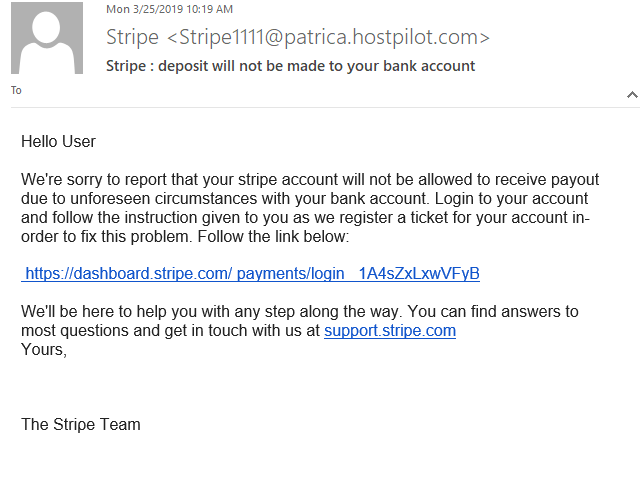 Mon 3/25/2019 10:19 AM
Stripe <Stripe1111@patrica.hostpilot.com>
Stripe : deposit will not be made to your bank account
To
Hello User
We're sorry to report that your stripe account will not be allowed to receive payout
due to unforeseen circumstances with your bank account. Login to your account
and follow the instruction given to you as we register a ticket for your account in-
order to fix this problem. Follow the link below:
https://dashboard.stripe.com/ payments/login   1A4sZxLxwVFyB
We'll be here to help you with any step along the way. You can find answers to
most questions and get in touch with us at support.stripe.com
Yours,
The Stripe Team